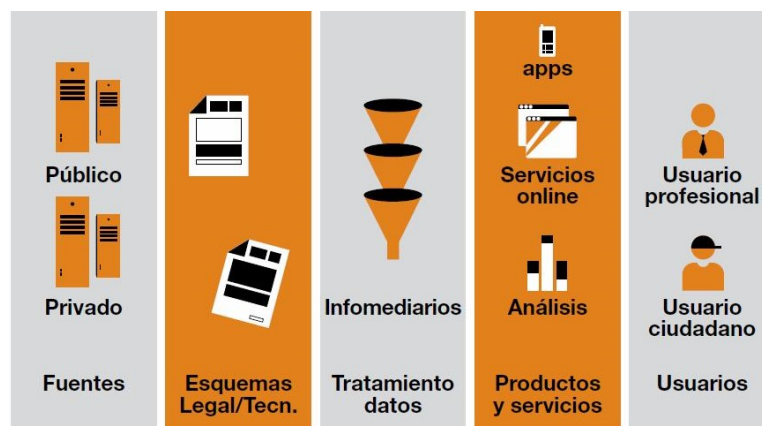 Público
Privado
Fuentes
Esquemas
Legal/Tecn.
Infomediarios
Tratamiento
datos
apps
Servicios
online
Análisis
Productos
y servicios
Usuario
profesional
Usuario
ciudadano
Usuarios